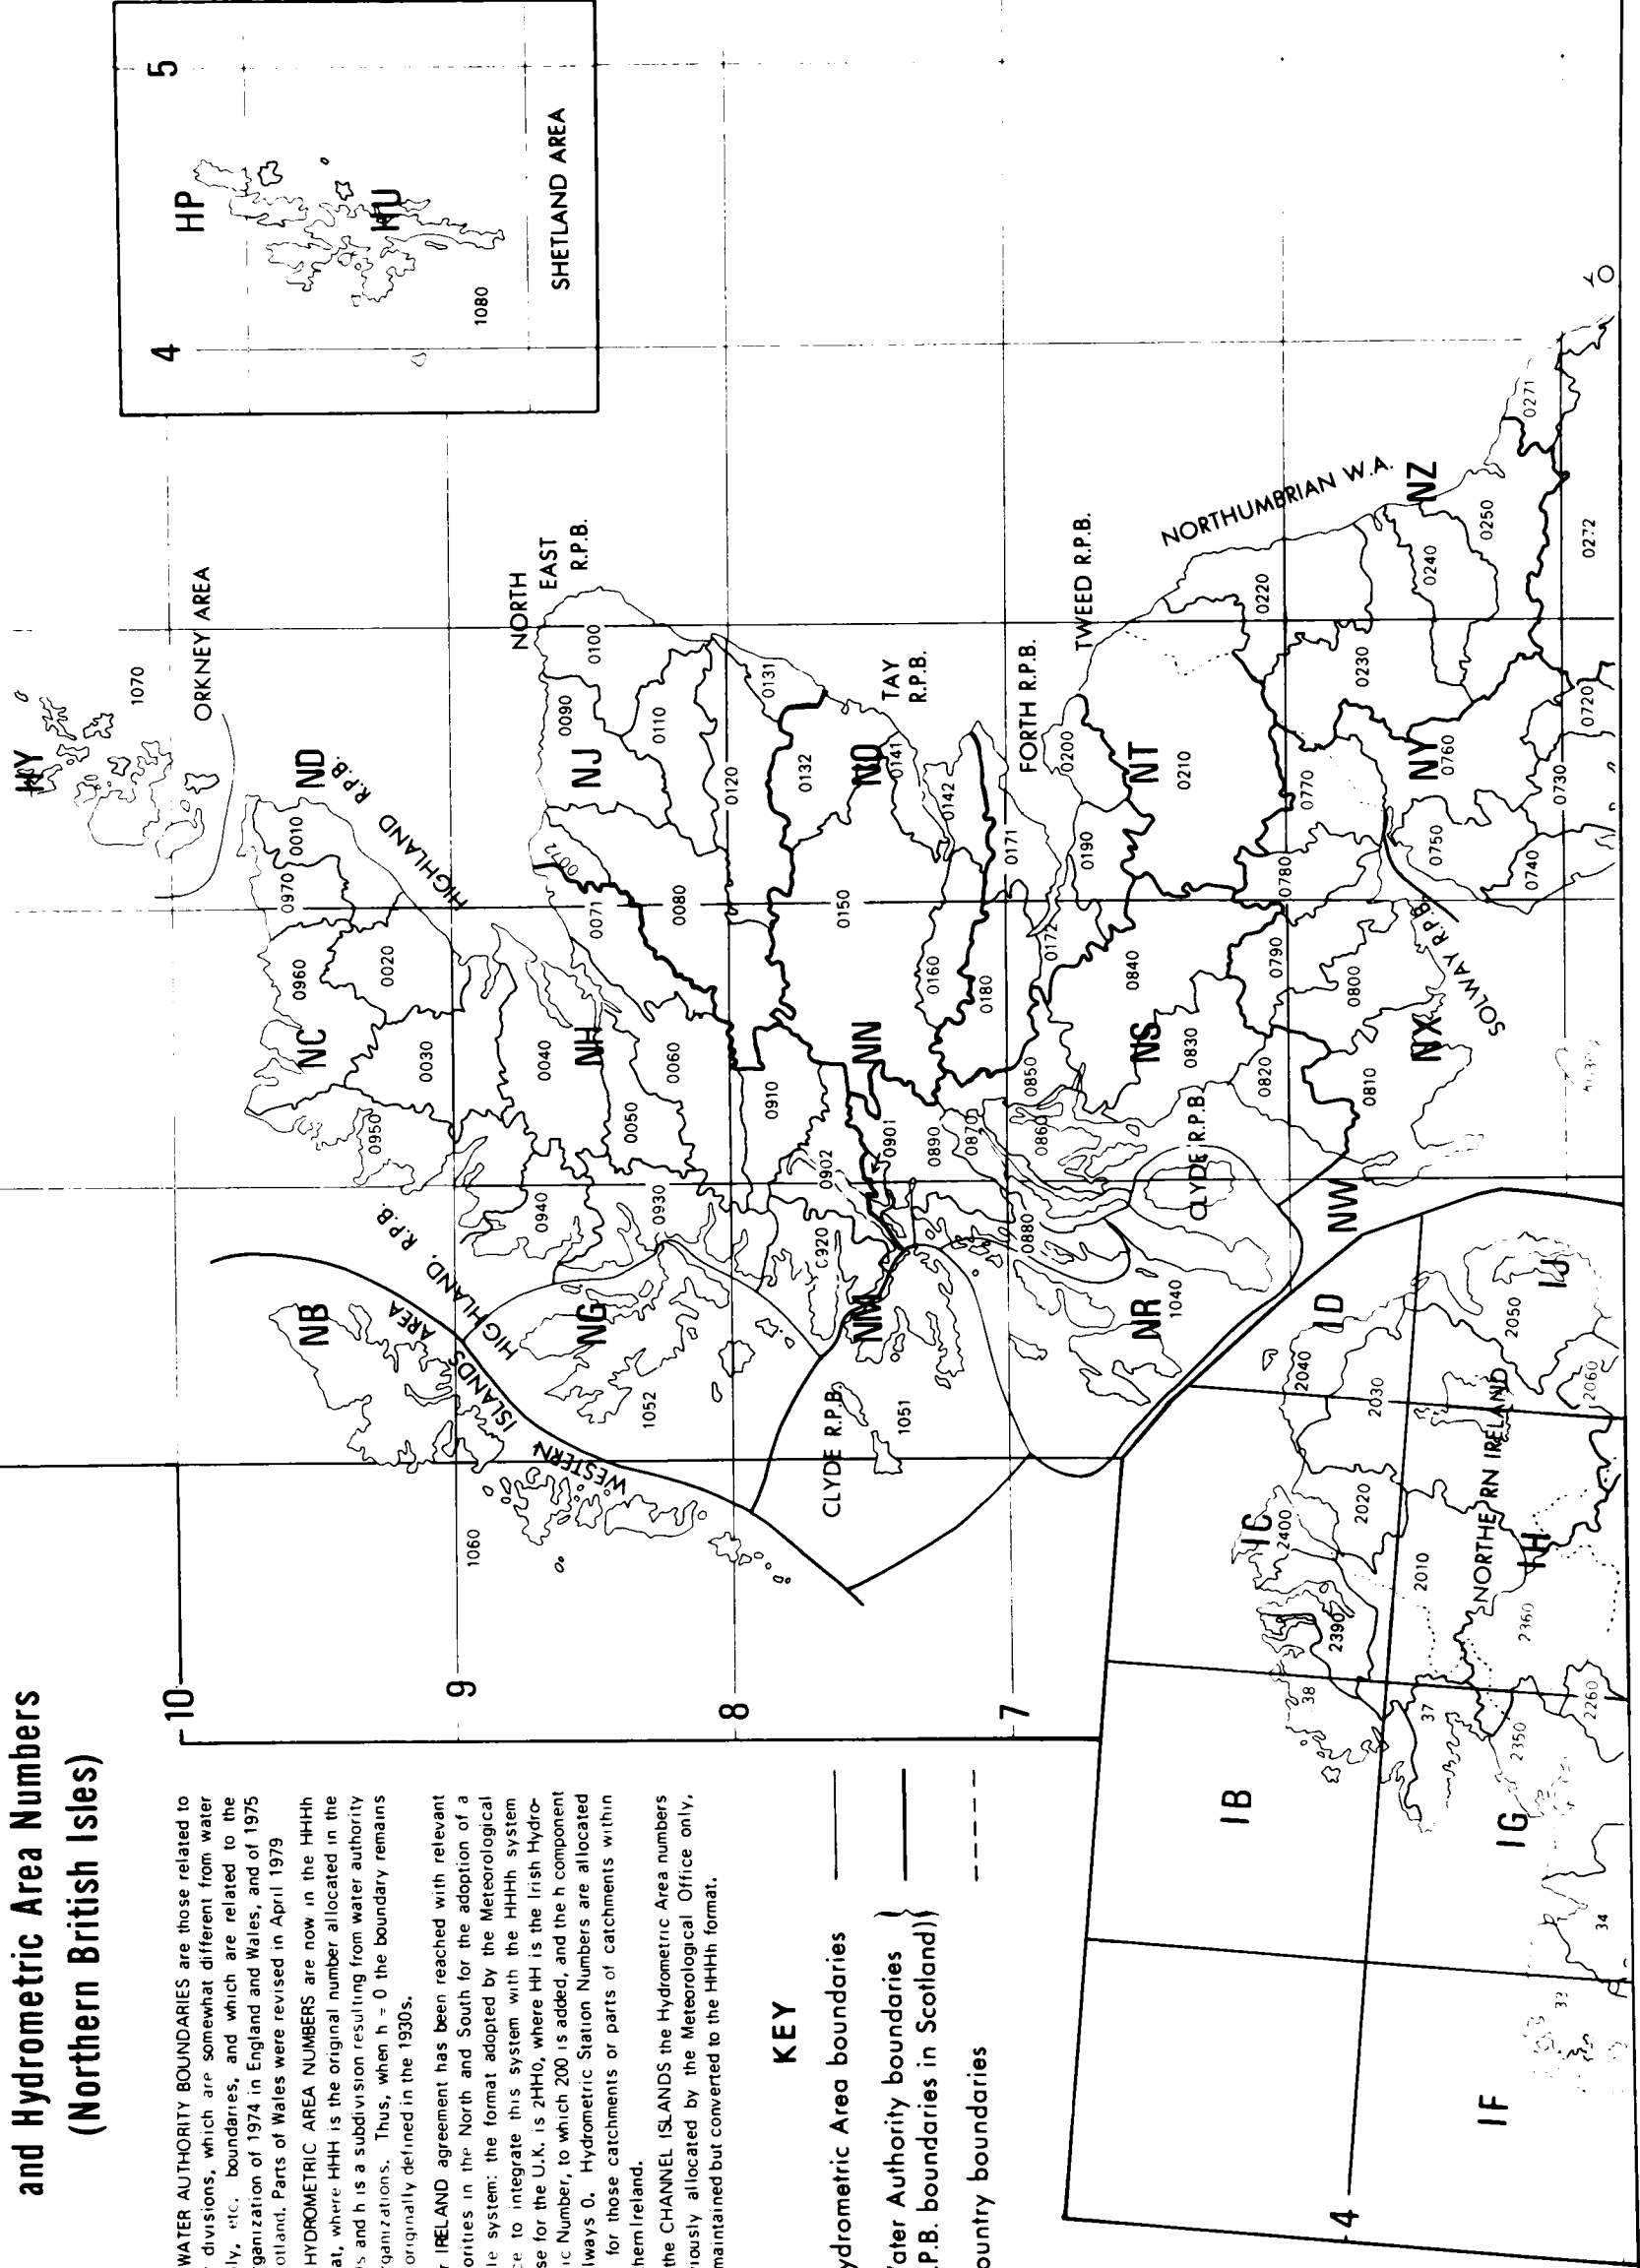 and Hydrometric Area Numbers
(Northern British Isles)
WATER AUTHORITY BOUNDARIES are those related to
divisions, which are somewhat different from water
ly, etc. boundaries, and which are related to the
ganization of 1974 in England and Wales, and of 1975
otland. Parts of Wales were revised in April 1979
HYDROMETRIC AREA NUMBERS are now in the HHHh
at, where HHH is the original number allocated in the
s and h is a subdivision resulting from water authority
rganizations. Thus, when h = 0 the boundary remains
originally defined in the 1930s.
r IRELAND agreement has been reached with relevant
orities in the North and South for the adoption of a
le system: the format adopted by the Meteorological
ce to integrate this system with the HHHh system
se for the U.K. is 2HH0, where HH is the Irish Hydro-
ic Number, to which 200 is added, and the h component
lways 0. Hydrometric Station Numbers are allocated
for those catchments or parts of catchments within
hern Ireland.
the CHANNEL ISLANDS the Hydrometric Area numbers
iously allocated by the Meteorological Office only,
maintained but converted to the HHHh format.
KEY
ydrometric Area boundaries
ater Authority boundaries
.P.B. boundaries in Scotland)
ountry boundaries
10
9
8
7
4
4
5
HP
HU
1080
SHETLAND AREA
HY
1070
ORKNEY AREA
ND
HIGHLAND R.P.B.
0010
0970
0960
0020
NC
0030
0950
NB
WESTERN ISLANDS AREA
HIGHLAND R.P.B.
1060
NORTH EAST R.P.B.
0100
0090
NJ
0110
0072
0071
0080
0120
0040
NH
0060
0050
0940
0930
NG
1052
0131
0132
NO
0141
TAY R.P.B.
0142
0150
0160
0180
NN
0910
0901
0902
0890
0870
C920
NM
CLYDE R.P.B.
1051
FORTH R.P.B.
0171
0172
0200
0190
TWEED R.P.B.
NT
0210
0840
NS
0830
0850
0860
0880
CLYDE R.P.B.
NR
1040
NORTHUMBRIAN W.A.
0220
0230
0240
NZ
0250
0271
0272
0770
0780
NY
0760
0750
0740
0730
0720
0790
0800
0820
0810
NX
SOLWAY R.P.B.
NW
ID
2040
2030
IJ
2050
2060
NORTHERN IRELAND
IC
2400
2020
2010
2390
IH
2360
38
37
2350
2260
IB
IG
34
33
IF
4